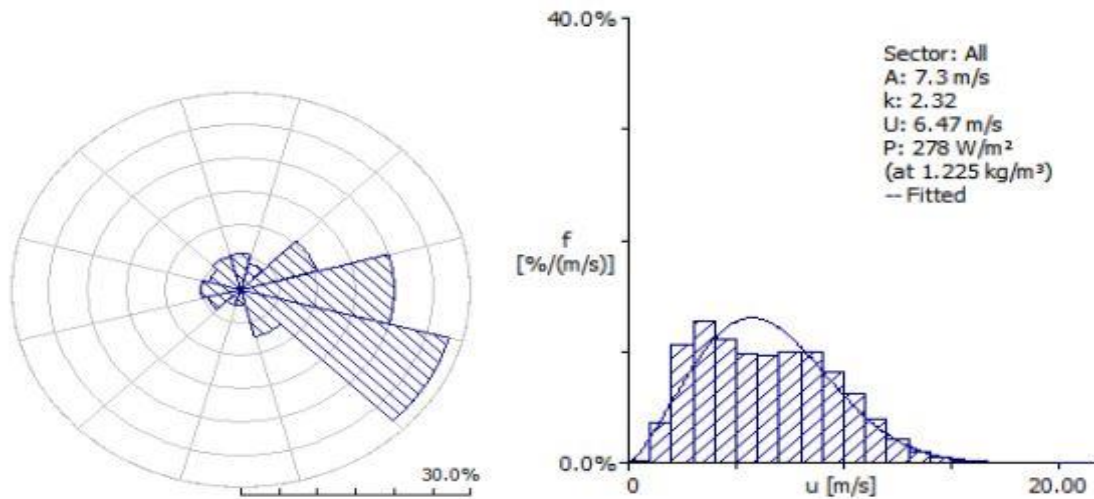 30.0%
40.0%
Sector: All
A: 7.3 m/s
k: 2.32
U: 6.47 m/s
P: 278 W/m²
(at 1.225 kg/m³)
-- Fitted
f
[%/(m/s)]
0.0%
0
u [m/s]
20.00